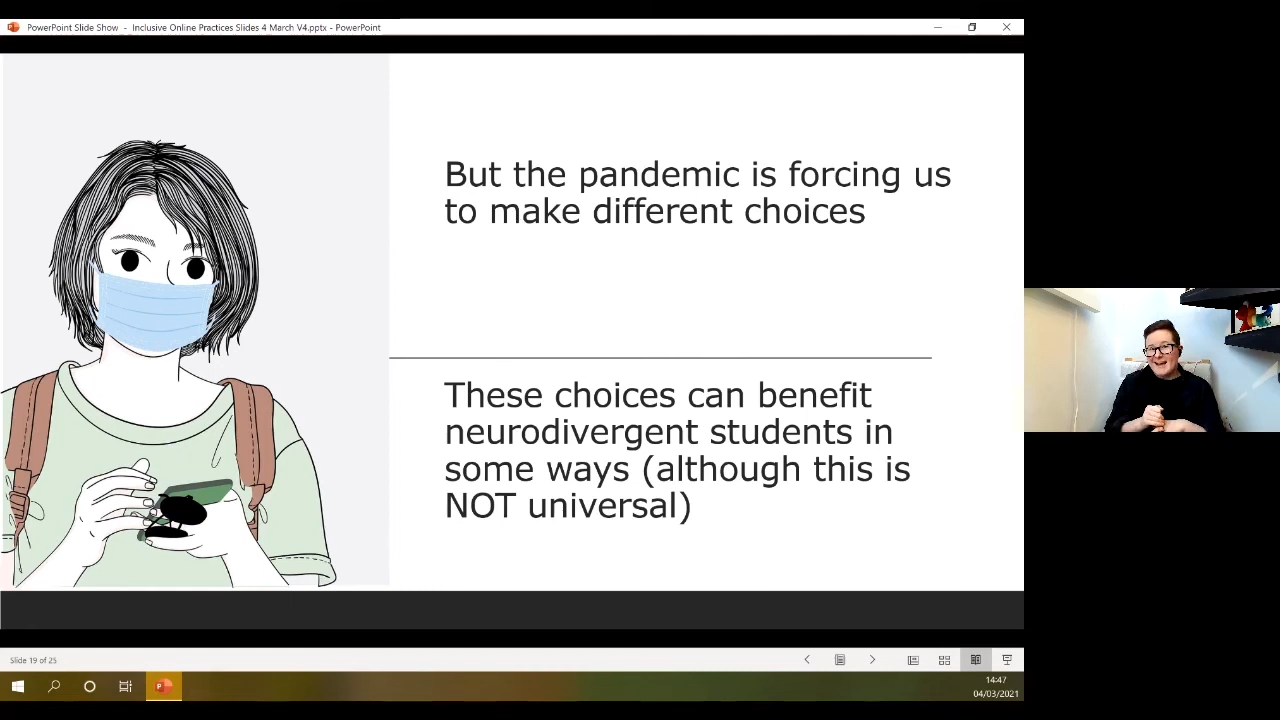 PowerPoint Slide Show - Inclusive Online Practices Slides 4 March V4.pptx - PowerPoint
But the pandemic is forcing us
to make different choices
These choices can benefit
neurodivergent students in
some ways (although this is
NOT universal)
Slide 19 of 25
14:47
04/03/2021